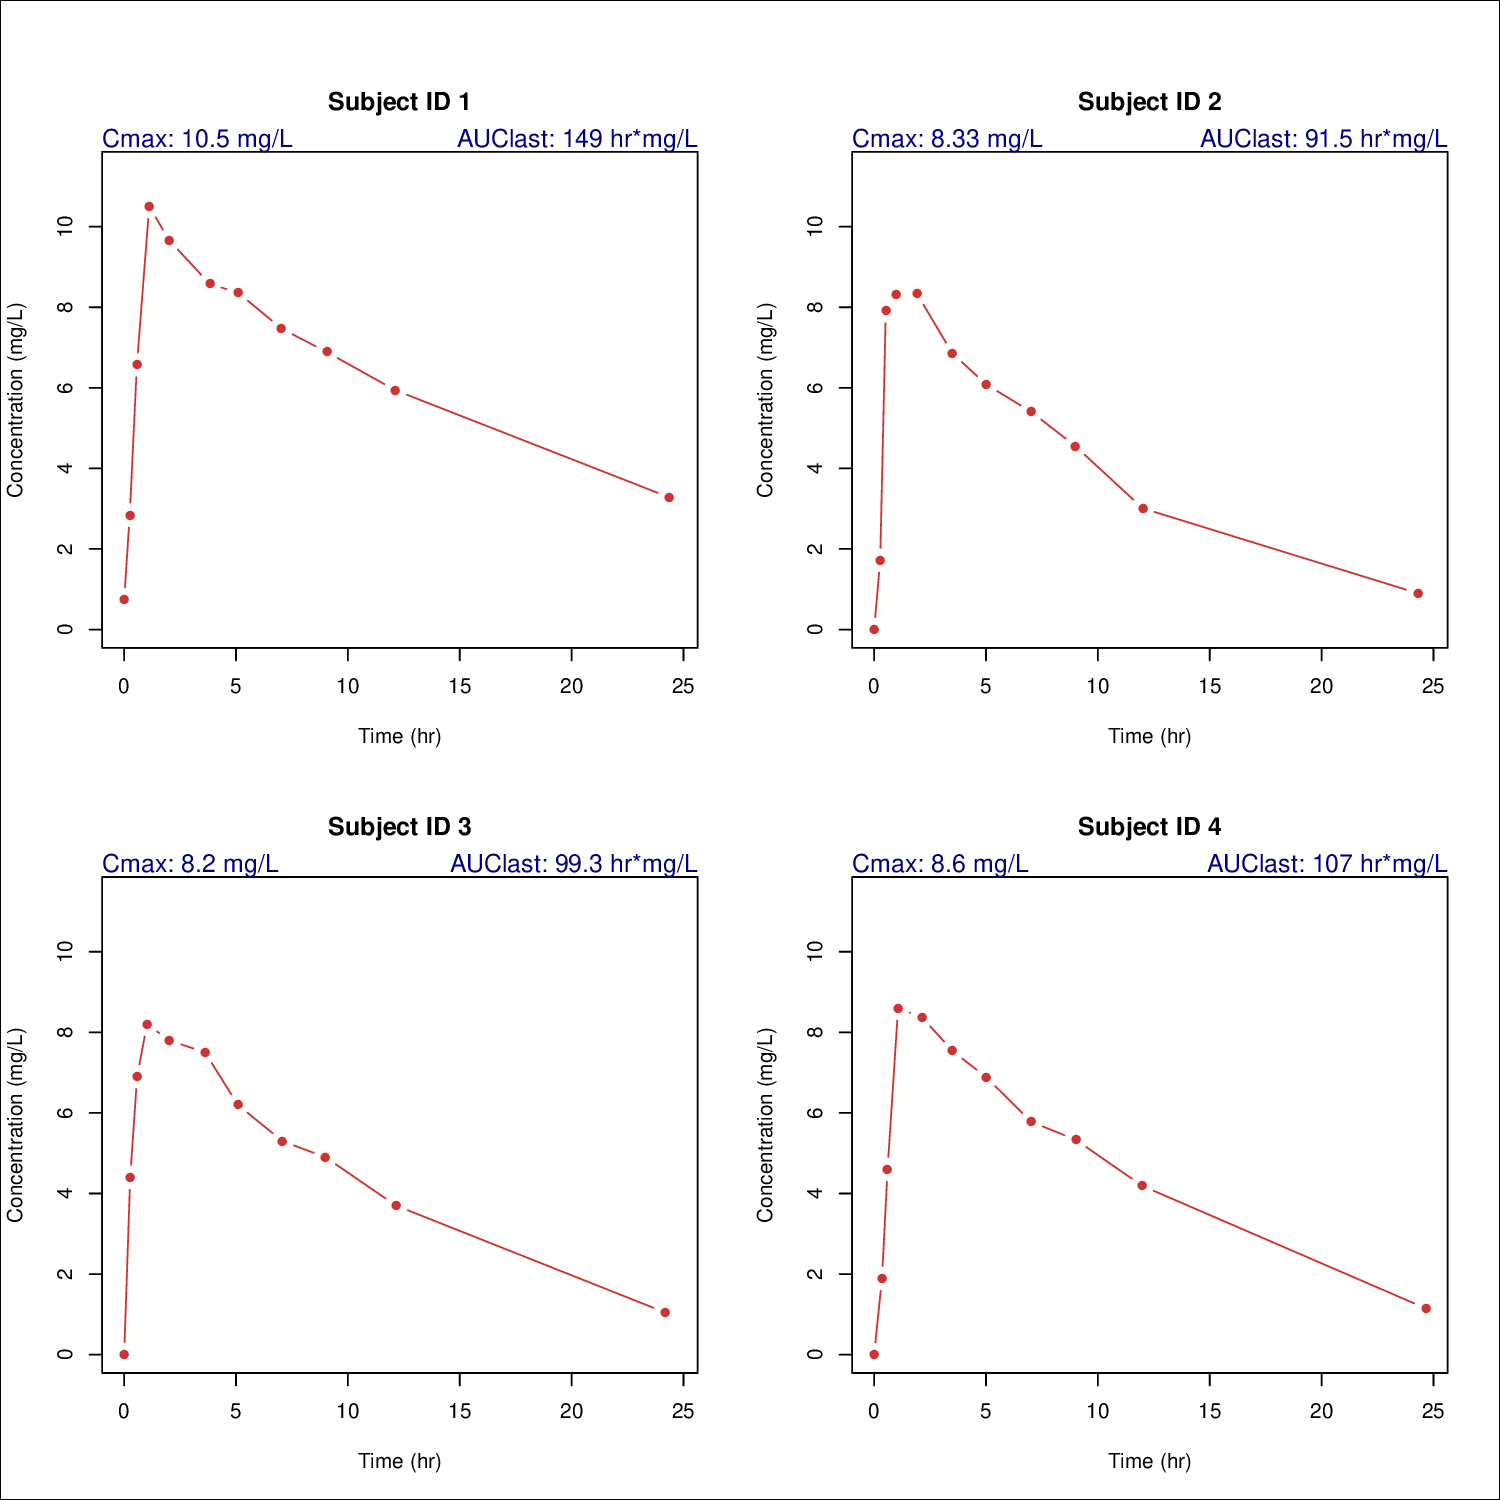 Subject ID 1
Cmax: 10.5 mg/L AUClast: 149 hr*mg/L
Concentration (mg/L)
10
8
6
4
2
0
0 5 10 15 20 25
Time (hr)
Subject ID 2
Cmax: 8.33 mg/L AUClast: 91.5 hr*mg/L
Concentration (mg/L)
10
8
6
4
2
0
0 5 10 15 20 25
Time (hr)
Subject ID 3
Cmax: 8.2 mg/L AUClast: 99.3 hr*mg/L
Concentration (mg/L)
10
8
6
4
2
0
0 5 10 15 20 25
Time (hr)
Subject ID 4
Cmax: 8.6 mg/L AUClast: 107 hr*mg/L
Concentration (mg/L)
10
8
6
4
2
0
0 5 10 15 20 25
Time (hr)